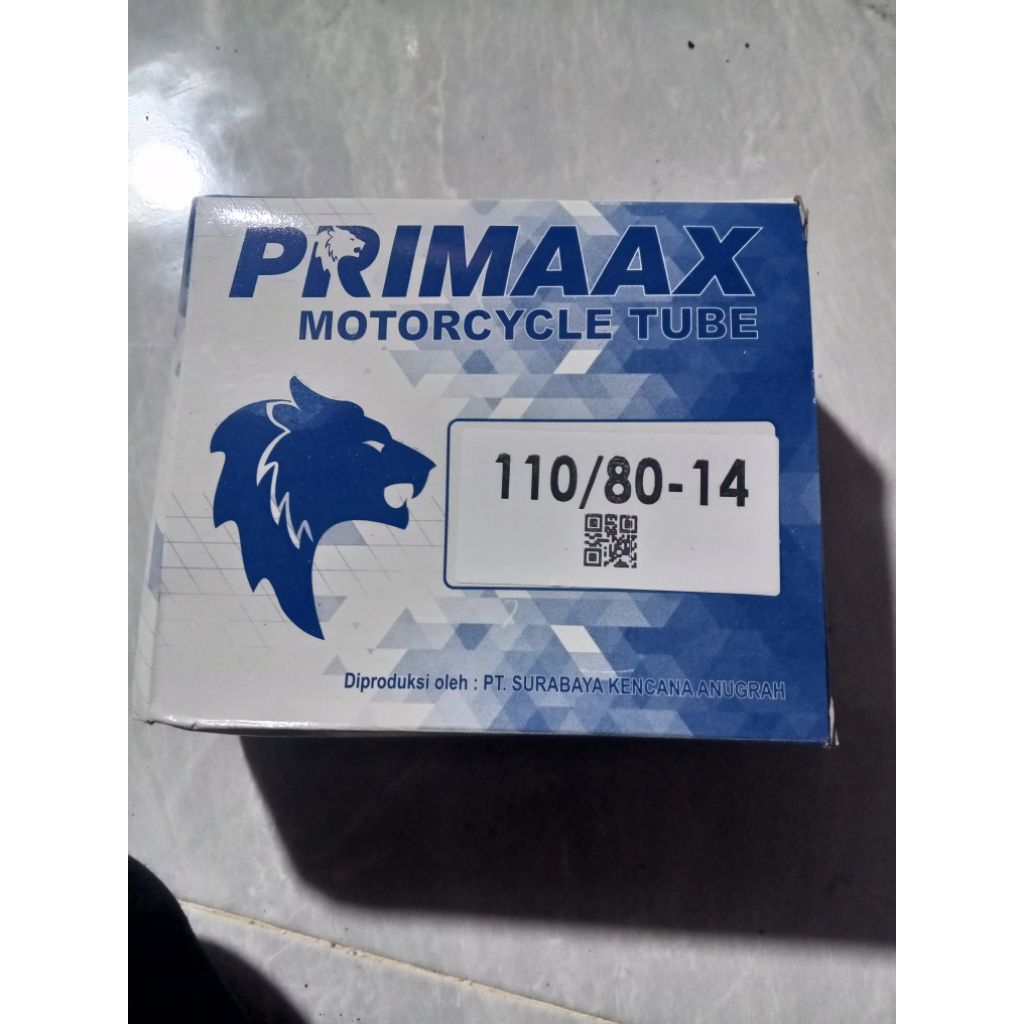 PRIMAAX
MOTORCYCLE TUBE
110/80-14
Diproduksi oleh : PT. SURABAYA KENCANA ANUGRAH